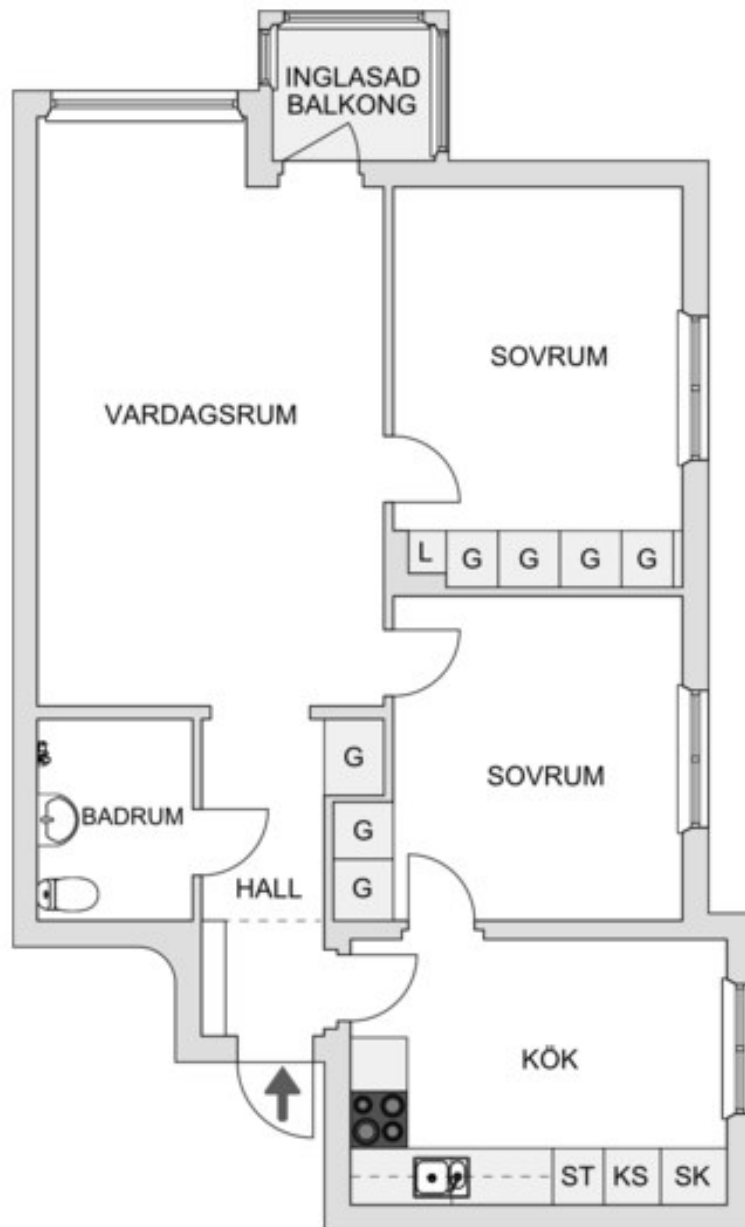 INGLASAD
BALKONG
SOVRUM
VARDAGSRUM
L G G G G
G
SOVRUM
BADRUM
G
HALL
G
KÖK
ST KS SK